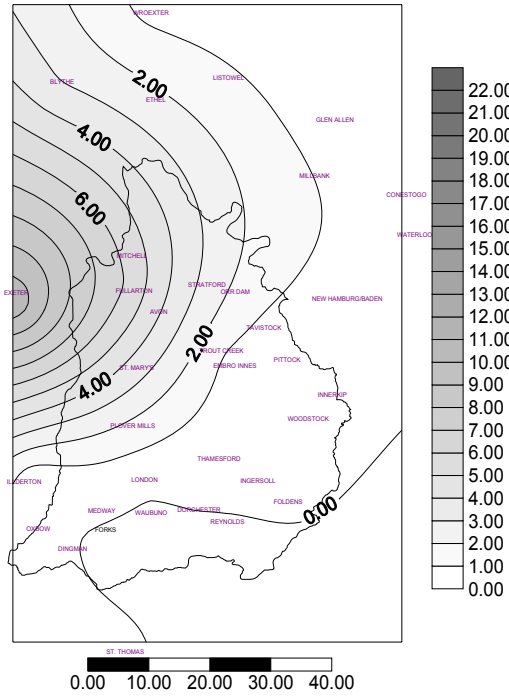 WROEXTER
BLYTHE
LISTOWEL
2.00
ETHEL
GLEN ALLEN
4.00
MILLBANK
CONESTOGO
6.00
WATERLOO
MITCHELL
EXETER
FULLARTON
STRATFORD
ORR DAM
NEW HAMBURG/BADEN
AVON
TAVISTOCK
2.00
TROUT CREEK
PITTOCK
ST. MARY'S
EMBRO INNES
4.00
INNERKIP
WOODSTOCK
PLOVER MILLS
THAMESFORD
ILDERTON
LONDON
INGERSOLL
FOLDENS
MEDWAY
WAUBUNO
DORCHESTER
0.00
REYNOLDS
OXBOW
FORKS
DINGMAN
ST. THOMAS
0.00 10.00 20.00 30.00 40.00
22.00
21.00
20.00
19.00
18.00
17.00
16.00
15.00
14.00
13.00
12.00
11.00
10.00
9.00
8.00
7.00
6.00
5.00
4.00
3.00
2.00
1.00
0.00